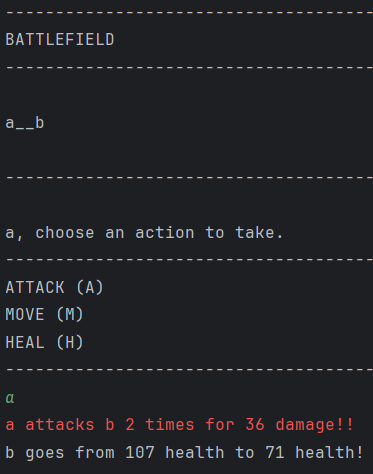 -------------------------------------
BATTLEFIELD
-------------------------------------
a__b
-------------------------------------
a, choose an action to take.
-------------------------------------
ATTACK (A)
MOVE (M)
HEAL (H)
-------------------------------------
a
a attacks b 2 times for 36 damage!!
b goes from 107 health to 71 health!